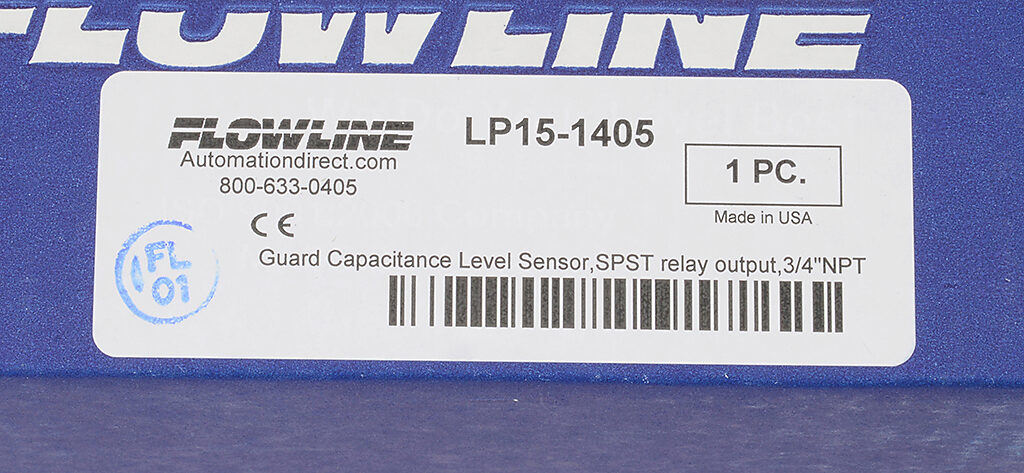 FLOWLINE
FLOWLINE
Automationdirect.com
800-633-0405
CE
LP15-1405
1 PC.
Made in USA
Guard Capacitance Level Sensor,SPST relay output,3/4"NPT
FL
01